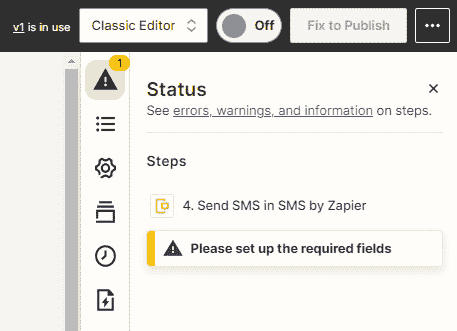 v1 is in use
Classic Editor
Off
Fix to Publish
1
Status
See errors, warnings, and information on steps.
Steps
4. Send SMS in SMS by Zapier
Please set up the required fields